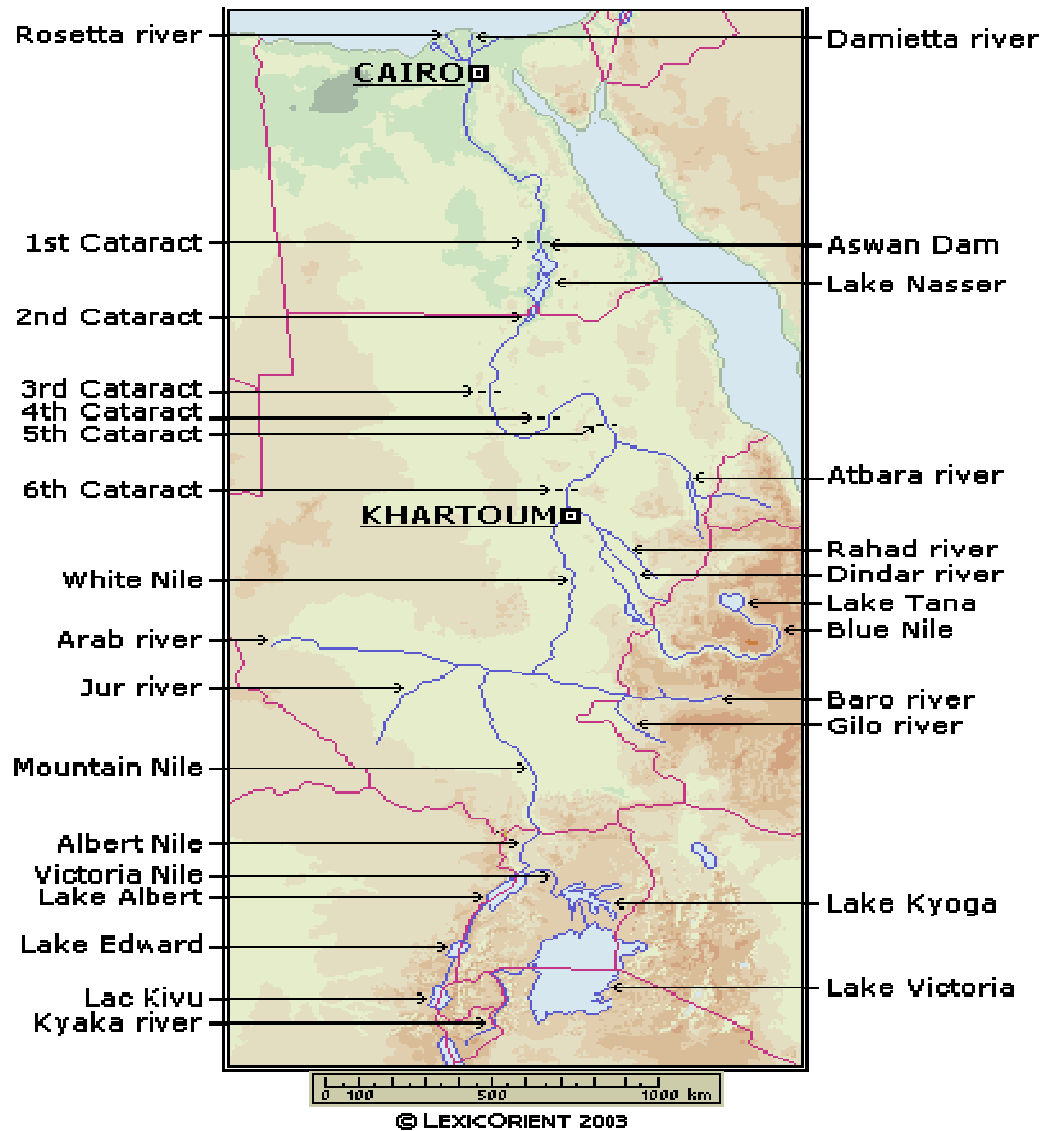 Rosetta river
Damietta river
CAIRO
1st Cataract
Aswan Dam
Lake Nasser
2nd Cataract
3rd Cataract
4th Cataract
5th Cataract
Atbara river
6th Cataract
KHARTOUM
Rahad river
White Nile
Dindar river
Lake Tana
Blue Nile
Arab river
Jur river
Baro river
Gilo river
Mountain Nile
Albert Nile
Victoria Nile
Lake Albert
Lake Kyoga
Lake Edward
Lake Victoria
Lac Kivu
Kyaka river
0 100 500 1000 km
© LEXICORIENT 2003